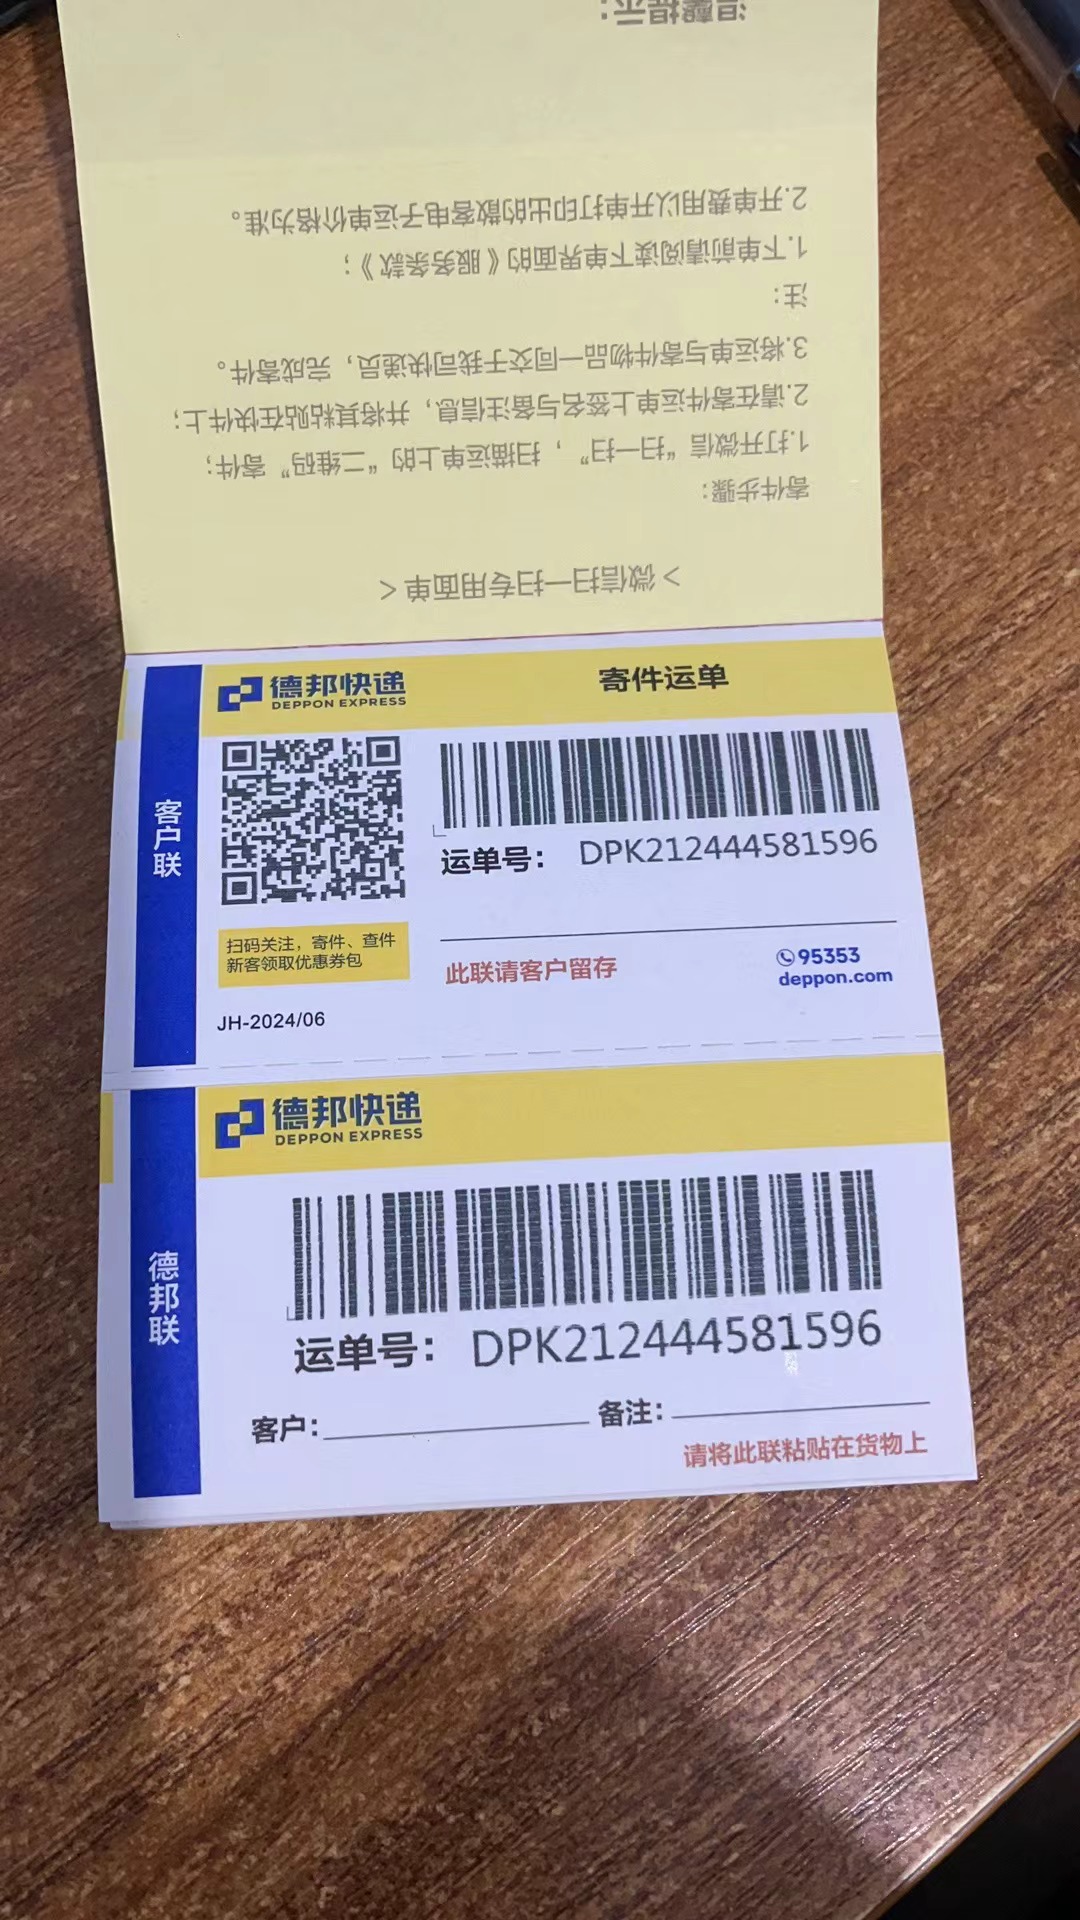 温馨提示：
2.开单费用以开单打印出的散客电子运单价格为准。
1.下单前请阅读下单界面的《服务条款》；
注：
3.将运单与寄件物品一同交于我司快递员，完成寄件。
2.请在寄件运单上签名与备注信息，并将其粘贴在快件上；
1.打开微信“扫一扫”，扫描运单上的“二维码”寄件；
寄件步骤：
>微信扫一扫专用面单<
德邦快递
DEPPON EXPRESS
寄件运单
客户联
运单号： DPK212444581596
扫码关注，寄件、查件
新客领取优惠券包
此联请客户留存
95353
deppon.com
JH-2024/06
德邦快递
DEPPON EXPRESS
德邦联
运单号： DPK212444581596
客户： 备注：
请将此联粘贴在货物上